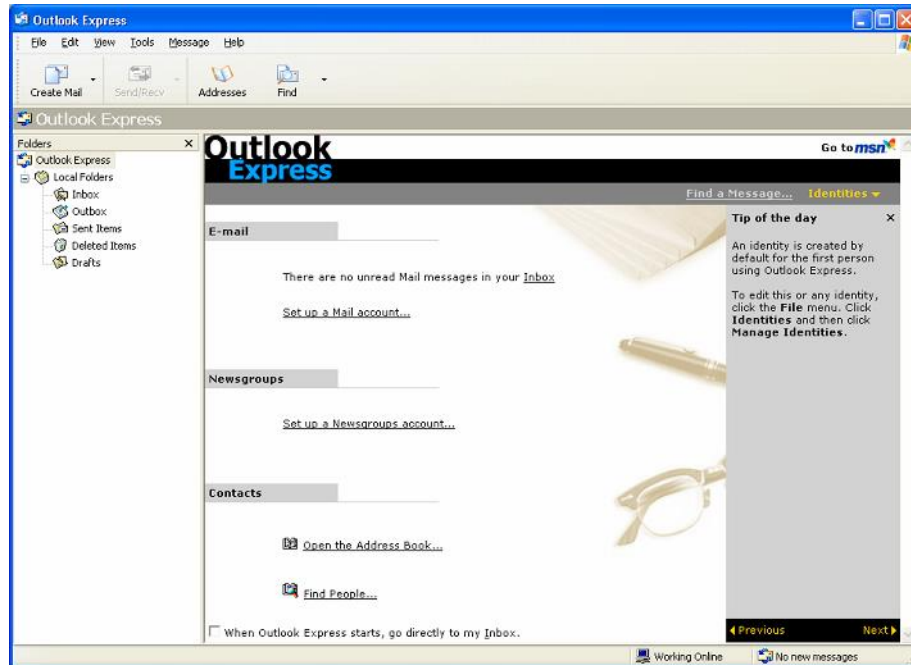 Outlook Express
File Edit View Tools Message Help
Create Mail Send/Recv Addresses Find
Outlook Express
Folders x
Outlook Express
Local Folders
Inbox
Outbox
Sent Items
Deleted Items
Drafts
Outlook
Express
Go to msn
Find a Message... Identities
E-mail
There are no unread Mail messages in your Inbox
Set up a Mail account...
Newsgroups
Set up a Newsgroups account...
Contacts
Open the Address Book...
Find People...
When Outlook Express starts, go directly to my Inbox.
Tip of the day x
An identity is created by
default for the first person
using Outlook Express.
To edit this or any identity,
click the File menu. Click
Identities and then click
Manage Identities.
Previous Next
Working Online No new messages